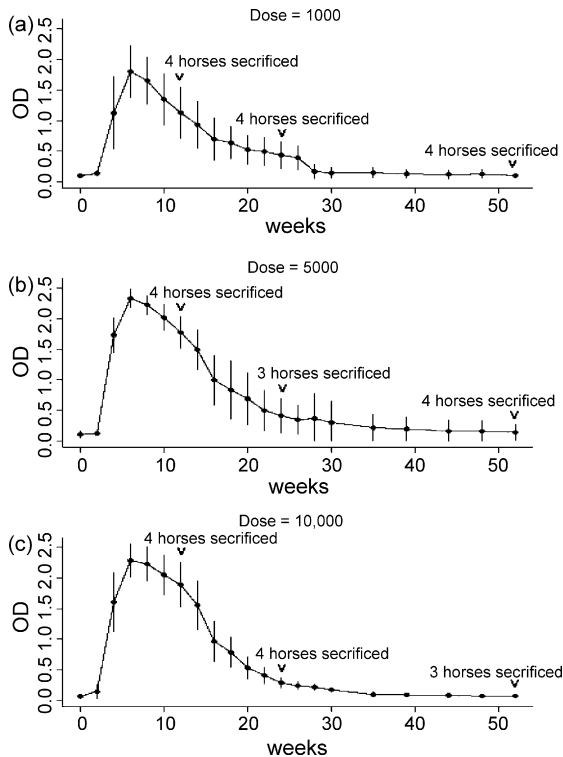 (a)
Dose = 1000
OD
0.0 0.5 1.0 1.5 2.0 2.5
4 horses secrificed
4 horses secrificed
4 horses secrificed
0 10 20 30 40 50
weeks
(b)
Dose = 5000
OD
0.0 0.5 1.0 1.5 2.0 2.5
4 horses secrificed
3 horses secrificed
4 horses secrificed
0 10 20 30 40 50
weeks
(c)
Dose = 10,000
OD
0.0 0.5 1.0 1.5 2.0 2.5
4 horses secrificed
4 horses secrificed
3 horses secrificed
0 10 20 30 40 50
weeks